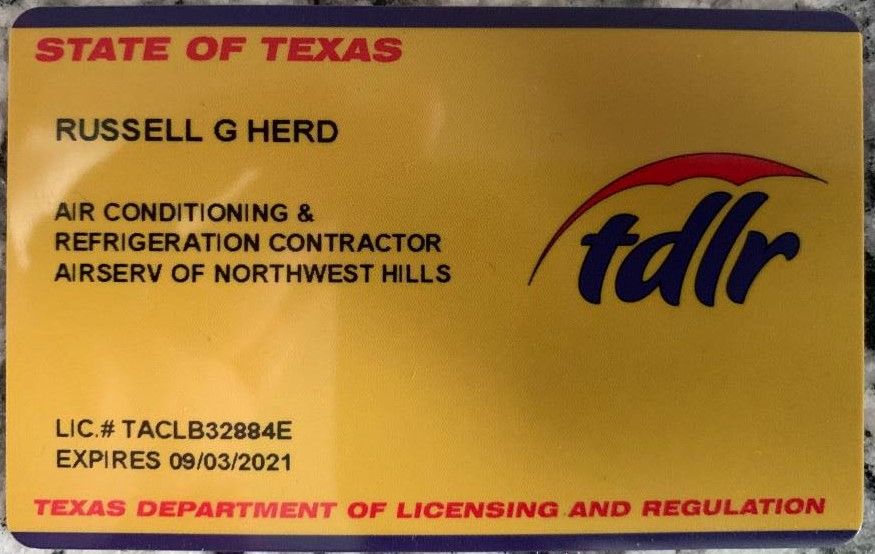 STATE OF TEXAS
RUSSELL G HERD
AIR CONDITIONING &
REFRIGERATION CONTRACTOR
AIRSERV OF NORTHWEST HILLS
tdlr
LIC.# TACLB32884E
EXPIRES 09/03/2021
TEXAS DEPARTMENT OF LICENSING AND REGULATION